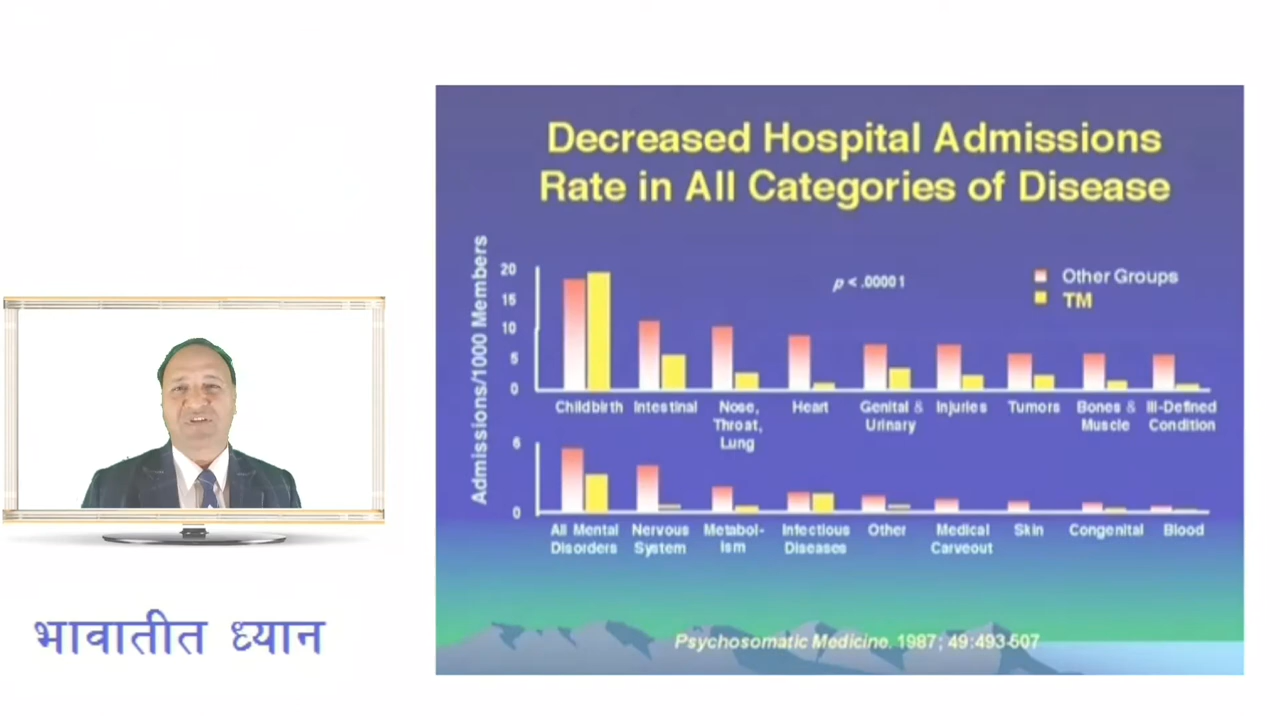 Decreased Hospital Admissions
Rate in All Categories of Disease
Admissions/1000 Members
20
15
10
5
0
p < .00001
Other Groups
TM
Childbirth
Intestinal
Nose,
Throat,
Lung
Heart
Genital &
Urinary
Injuries
Tumors
Bones &
Muscle
Ill-Defined
Condition
6
0
All Mental
Disorders
Nervous
System
Metabol-
ism
Infectious
Diseases
Other
Medical
Carveout
Skin
Congenital
Blood
Psychosomatic Medicine. 1987; 49:493-507
भावातीत ध्यान